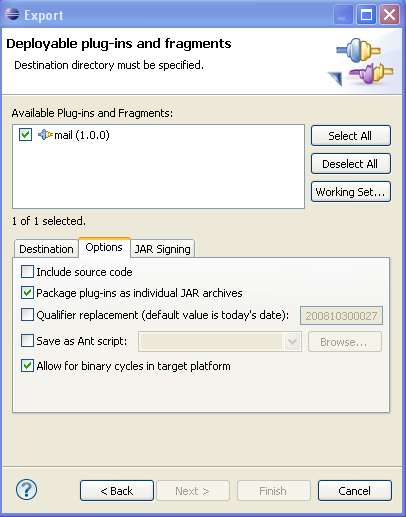 Export
Deployable plug-ins and fragments
Destination directory must be specified.
Available Plug-ins and Fragments:
mail (1.0.0)
Select All
Deselect All
Working Set...
1 of 1 selected.
Destination Options JAR Signing
Include source code
Package plug-ins as individual JAR archives
Qualifier replacement (default value is today's date): 200810300027
Save as Ant script: Browse...
Allow for binary cycles in target platform
? < Back Next > Finish Cancel